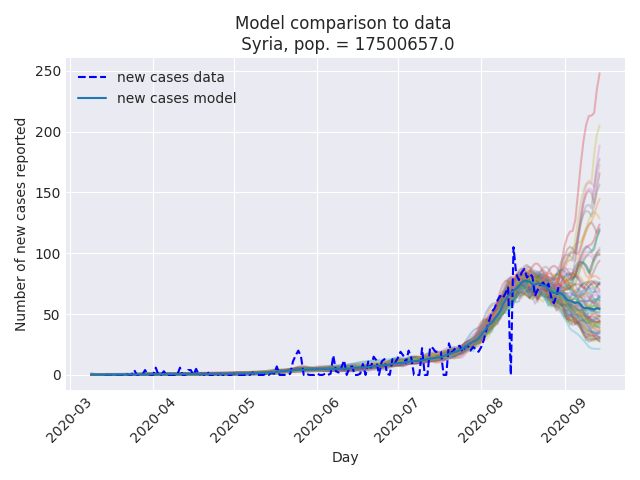 Model comparison to data
Syria, pop. = 17500657.0
new cases data
new cases model
Number of new cases reported
250
200
150
100
50
0
2020-03
2020-04
2020-05
2020-06
2020-07
2020-08
2020-09
Day